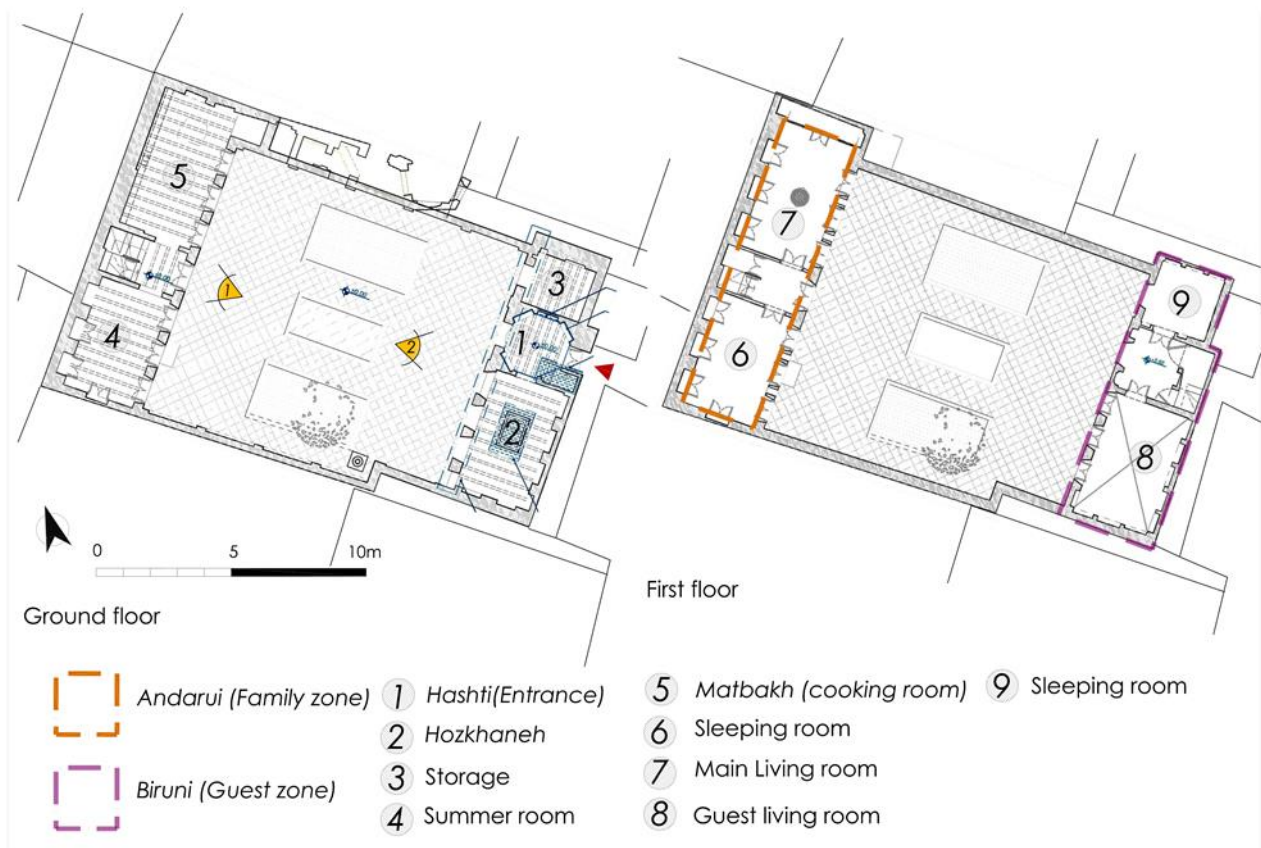 5
4
1
2
3
1
2
0 5 10m
Ground floor
7
6
9
8
First floor
Andarui (Family zone)
Biruni (Guest zone)
1 Hashti(Entrance)
2 Hozkhaneh
3 Storage
4 Summer room
5 Matbakh (cooking room)
6 Sleeping room
7 Main Living room
8 Guest living room
9 Sleeping room